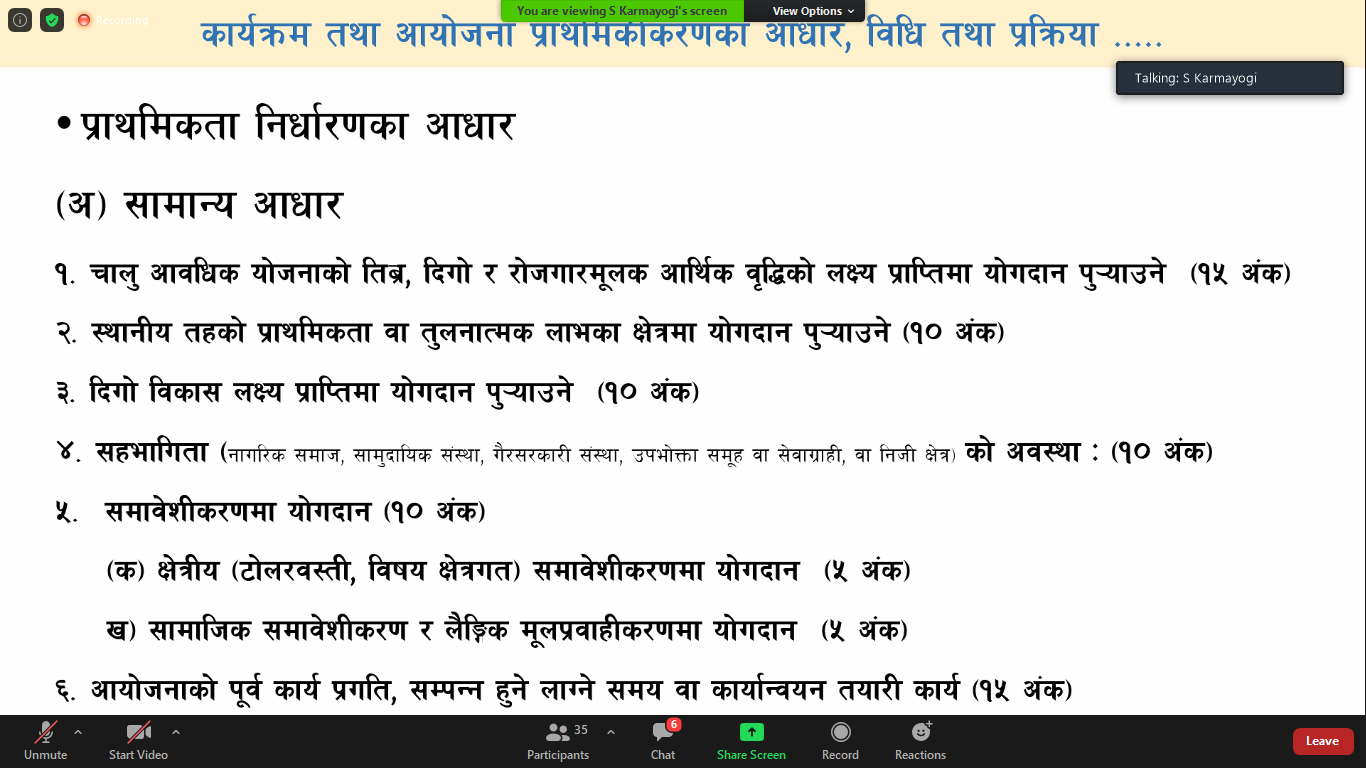 Recording
You are viewing S Karmayogi's screen
View Options
कार्यक्रम तथा आयोजना प्राथमिकीकरणका आधार, विधि तथा प्रक्रिया .....
Talking: S Karmayogi
• प्राथमिकता निर्धारणका आधार
(अ) सामान्य आधार
१. चालु आवधिक योजनाको तिब्र, दिगो र रोजगारमूलक आर्थिक वृद्धिको लक्ष्य प्राप्तिमा योगदान पुऱ्याउने (१५ अंक)
२. स्थानीय तहको प्राथमिकता वा तुलनात्मक लाभका क्षेत्रमा योगदान पुऱ्याउने (१० अंक)
३. दिगो विकास लक्ष्य प्राप्तिमा योगदान पुऱ्याउने (१० अंक)
४. सहभागिता (नागरिक समाज, सामुदायिक संस्था, गैरसरकारी संस्था, उपभोक्ता समूह वा सेवाग्राही, वा निजी क्षेत्र) को अवस्था : (१० अंक)
५. समावेशीकरणमा योगदान (१० अंक)
(क) क्षेत्रीय (टोलरवस्ती, विषय क्षेत्रगत) समावेशीकरणमा योगदान (५ अंक)
ख) सामाजिक समावेशीकरण र लैङ्गिक मूलप्रवाहीकरणमा योगदान (५ अंक)
६. आयोजनाको पूर्व कार्य प्रगति, सम्पन्न हुने लाग्ने समय वा कार्यान्वयन तयारी कार्य (१५ अंक)
Unmute
Start Video
Participants
35
Chat
6
Share Screen
Record
Reactions
Leave